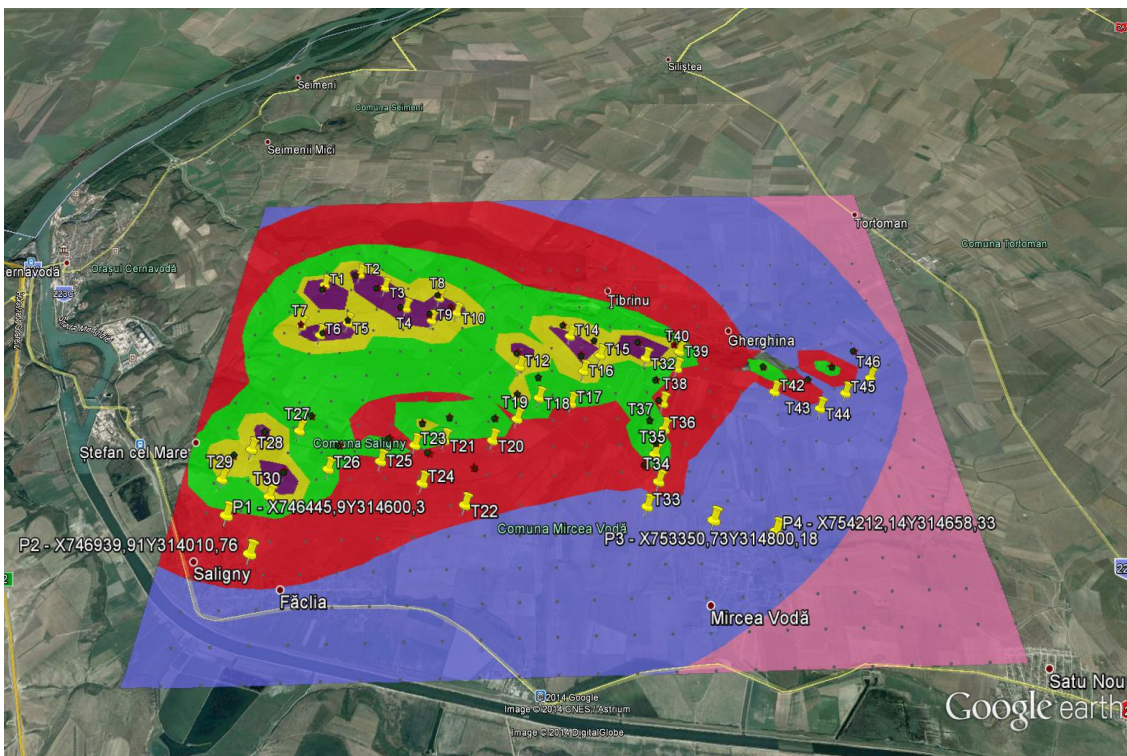 Siliștea
Seimeni
Comuna Seimeni
Seimenii Mici
Tortoman
Comuna Tortoman
Cernavodă
Orașul Cernavodă
223C
T1
T2
T3
T8
T7
T6
T5
T4
T9
T10
Țibrinu
Gherghina
T14
T40
T12
T15
T39
T16
T32
T46
T38
T42
T45
T43
T44
T19
T18
T17
T37
T36
T27
T28
Comuna Saligny
T23
T21
T20
T35
Ștefan cel Mare
T29
T30
T26
T25
T24
T34
T22
T33
P1 - X746445,9Y314600,3
Comuna Mircea Vodă
P4 - X754212,14Y314658,33
P2 - X746939,91Y314010,76
P3 - X753350,73Y314800,18
Saligny
Făclia
Mircea Vodă
Satu Nou
© 2014 Google
Image © 2014 CNES / Astrium
Image © 2014 DigitalGlobe
Google earth